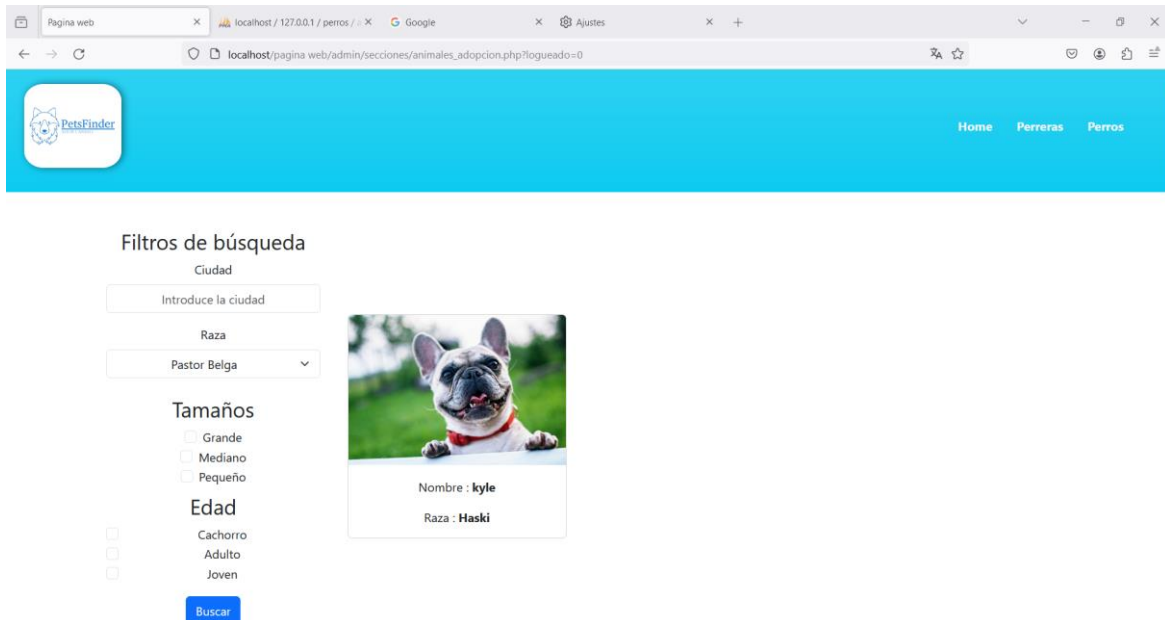 Pagina web
localhost / 127.0.0.1 / perros /
Google
Ajustes
localhost/pagina web/admin/secciones/animales_adopcion.php?logueado=0
PetsFinder
Home
Perreras
Perros
Filtros de búsqueda
Ciudad
Introduce la ciudad
Raza
Pastor Belga
Tamaños
Grande
Mediano
Pequeño
Edad
Cachorro
Adulto
Joven
Buscar
Nombre : kyle
Raza : Haski